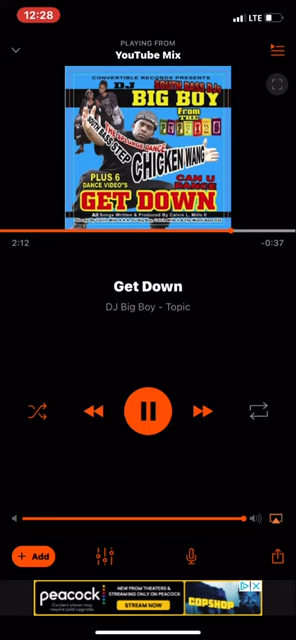 12:28
LTE
PLAYING FROM
YouTube Mix
CONVERTIBLE RECORDS PRESENTS
DJ
SOUTH BASS DJz
BIG BOY
From
THE
CHICKEN WANG
PLUS 6
DANCE VIDEO'S
CAN U
DANCE
GET DOWN
All Songs Written & Produced By Calvin L. Mills II
2:12
-0:37
Get Down
DJ Big Boy - Topic
+ Add
peacock
NEW FROM THEATERS &
STREAMING ONLY ON PEACOCK
STREAM NOW
COPSHOP